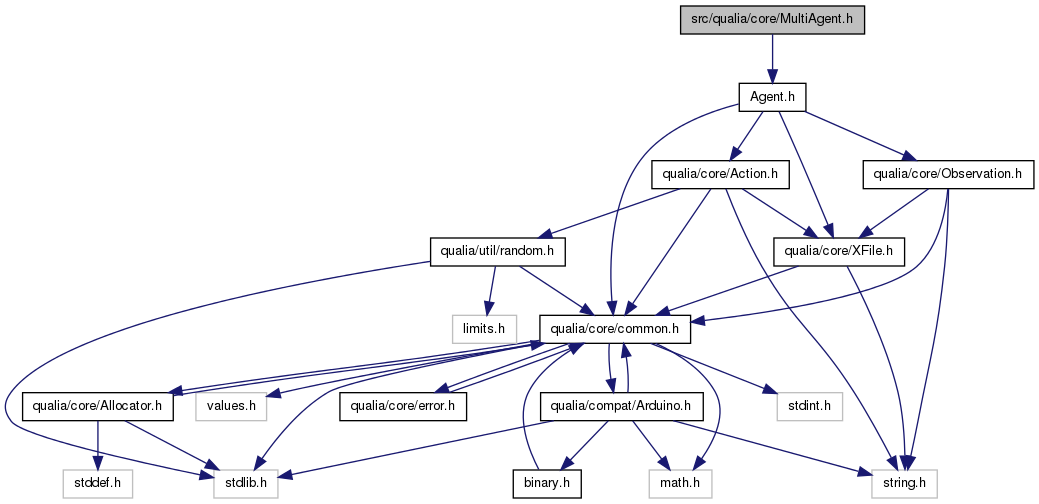 src/qualia/core/MultiAgent.h
Agent.h
qualia/core/Action.h
qualia/core/Observation.h
qualia/util/random.h
qualia/core/XFile.h
limits.h
qualia/core/common.h
qualia/core/Allocator.h
values.h
qualia/core/error.h
qualia/compat/Arduino.h
stdint.h
stddef.h
stdlib.h
binary.h
math.h
string.h